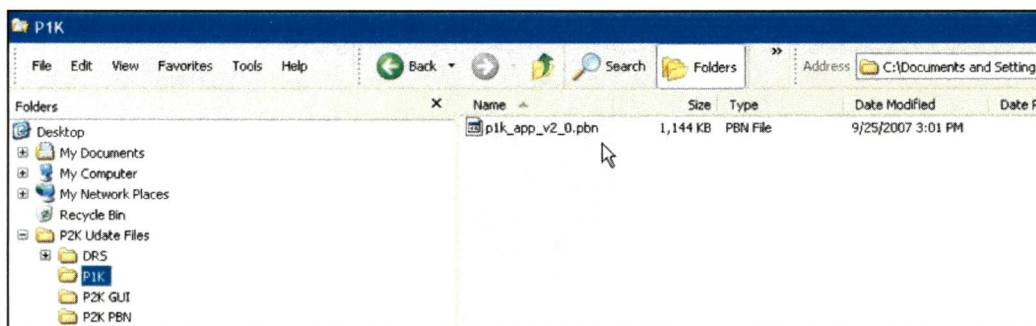 P1K
File Edit View Favorites Tools Help Back » Search Folders Address C:\Documents and Setting
Folders × Name Size Type Date Modified Date P
Desktop p1k_app_v2_0.pbn 1,144 KB PBN File 9/25/2007 3:01 PM
My Documents
My Computer
My Network Places
Recycle Bin
P2K Udate Files
DRS
P1K
P2K GUI
P2K PBN